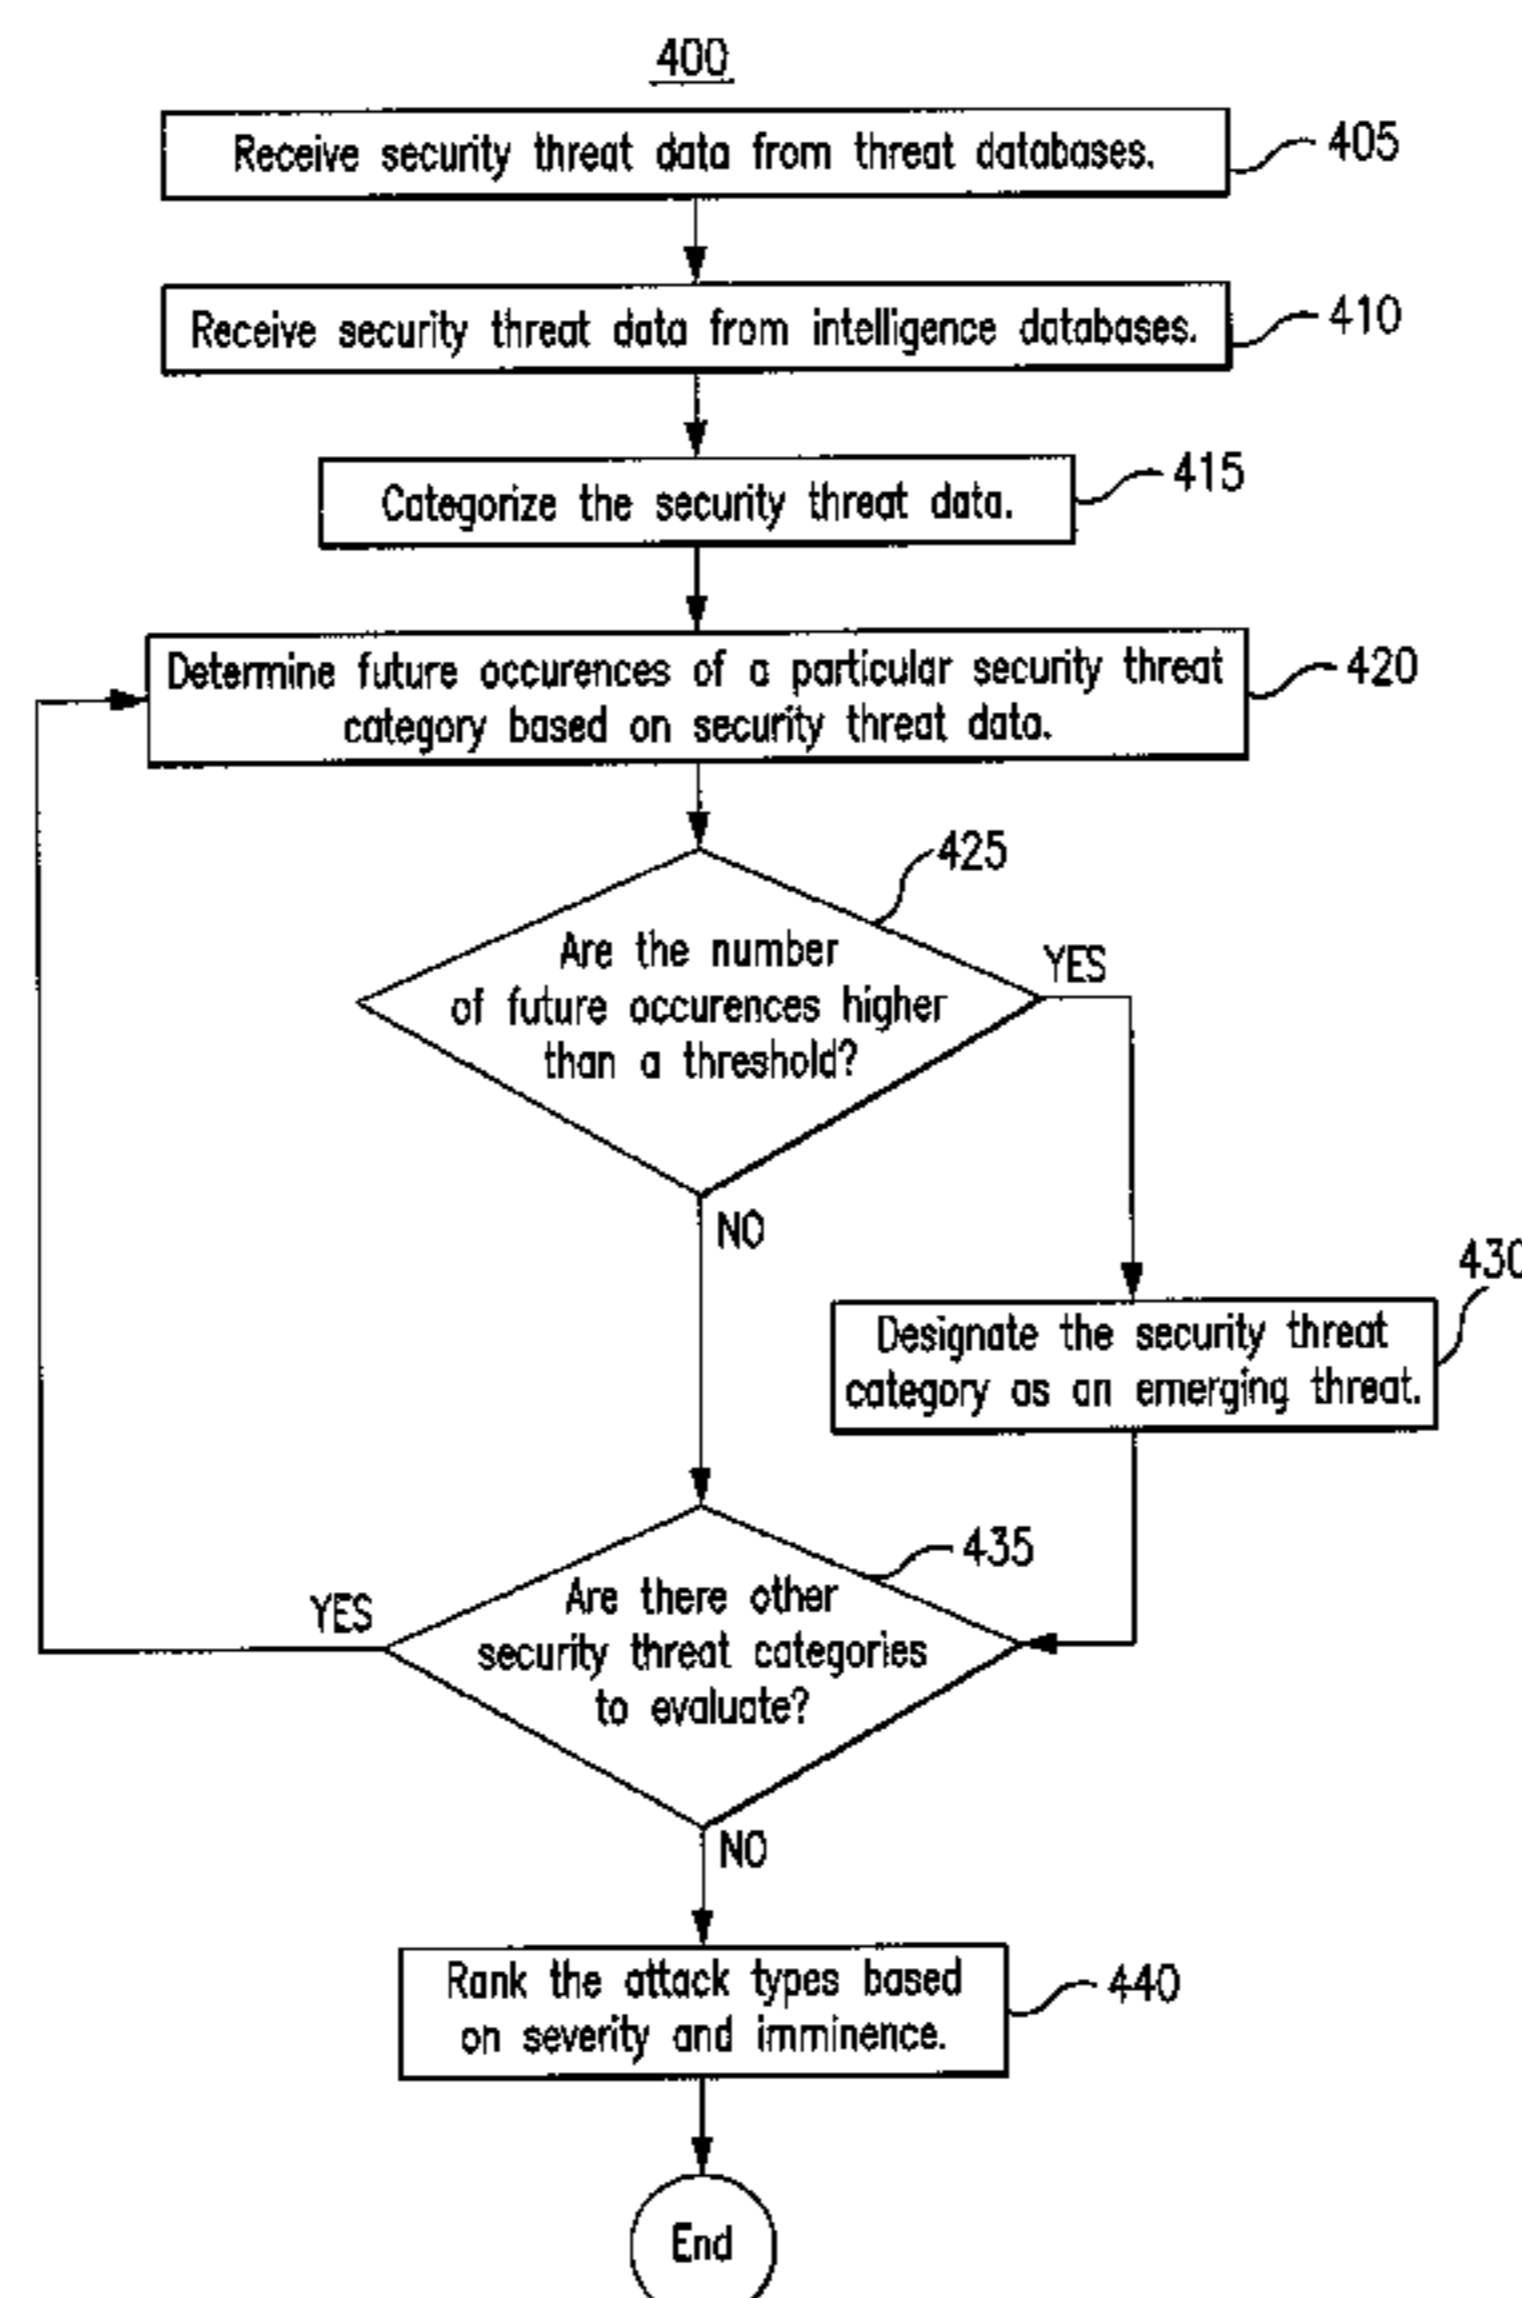 400
Receive security threat data from threat databases.
405
Receive security threat data from intelligence databases.
410
Categorize the security threat data.
415
Determine future occurences of a particular security threat
category based on security threat data.
420
425
Are the number
of future occurences higher
than a threshold?
YES
NO
430
Designate the security threat
category as an emerging threat.
435
Are there other
security threat categories
to evaluate?
YES
NO
Rank the attack types based
on severity and imminence.
440
End